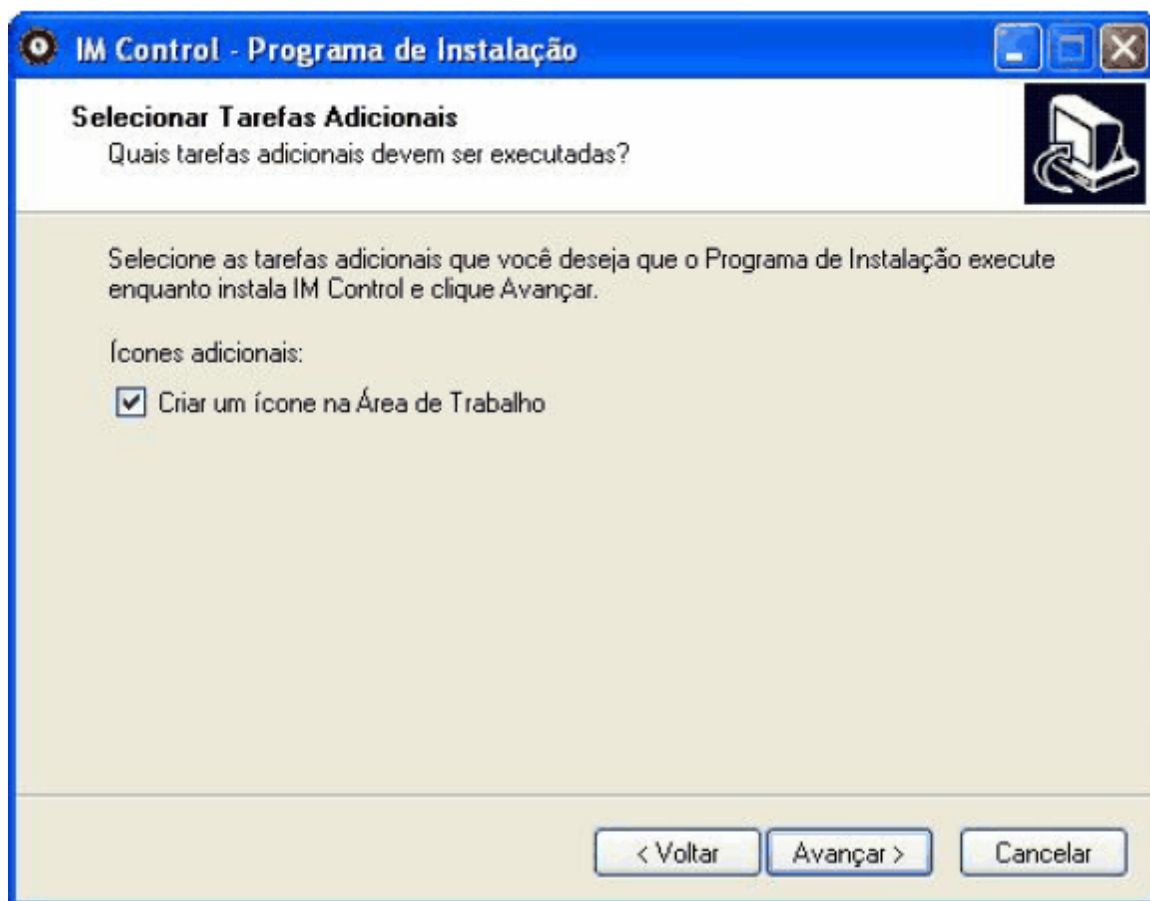 IM Control - Programa de Instalação
Selecionar Tarefas Adicionais
Quais tarefas adicionais devem ser executadas?
Selecione as tarefas adicionais que você deseja que o Programa de Instalação execute
enquanto instala IM Control e clique Avançar.
Ícones adicionais:
Criar um ícone na Área de Trabalho
< Voltar
Avançar >
Cancelar